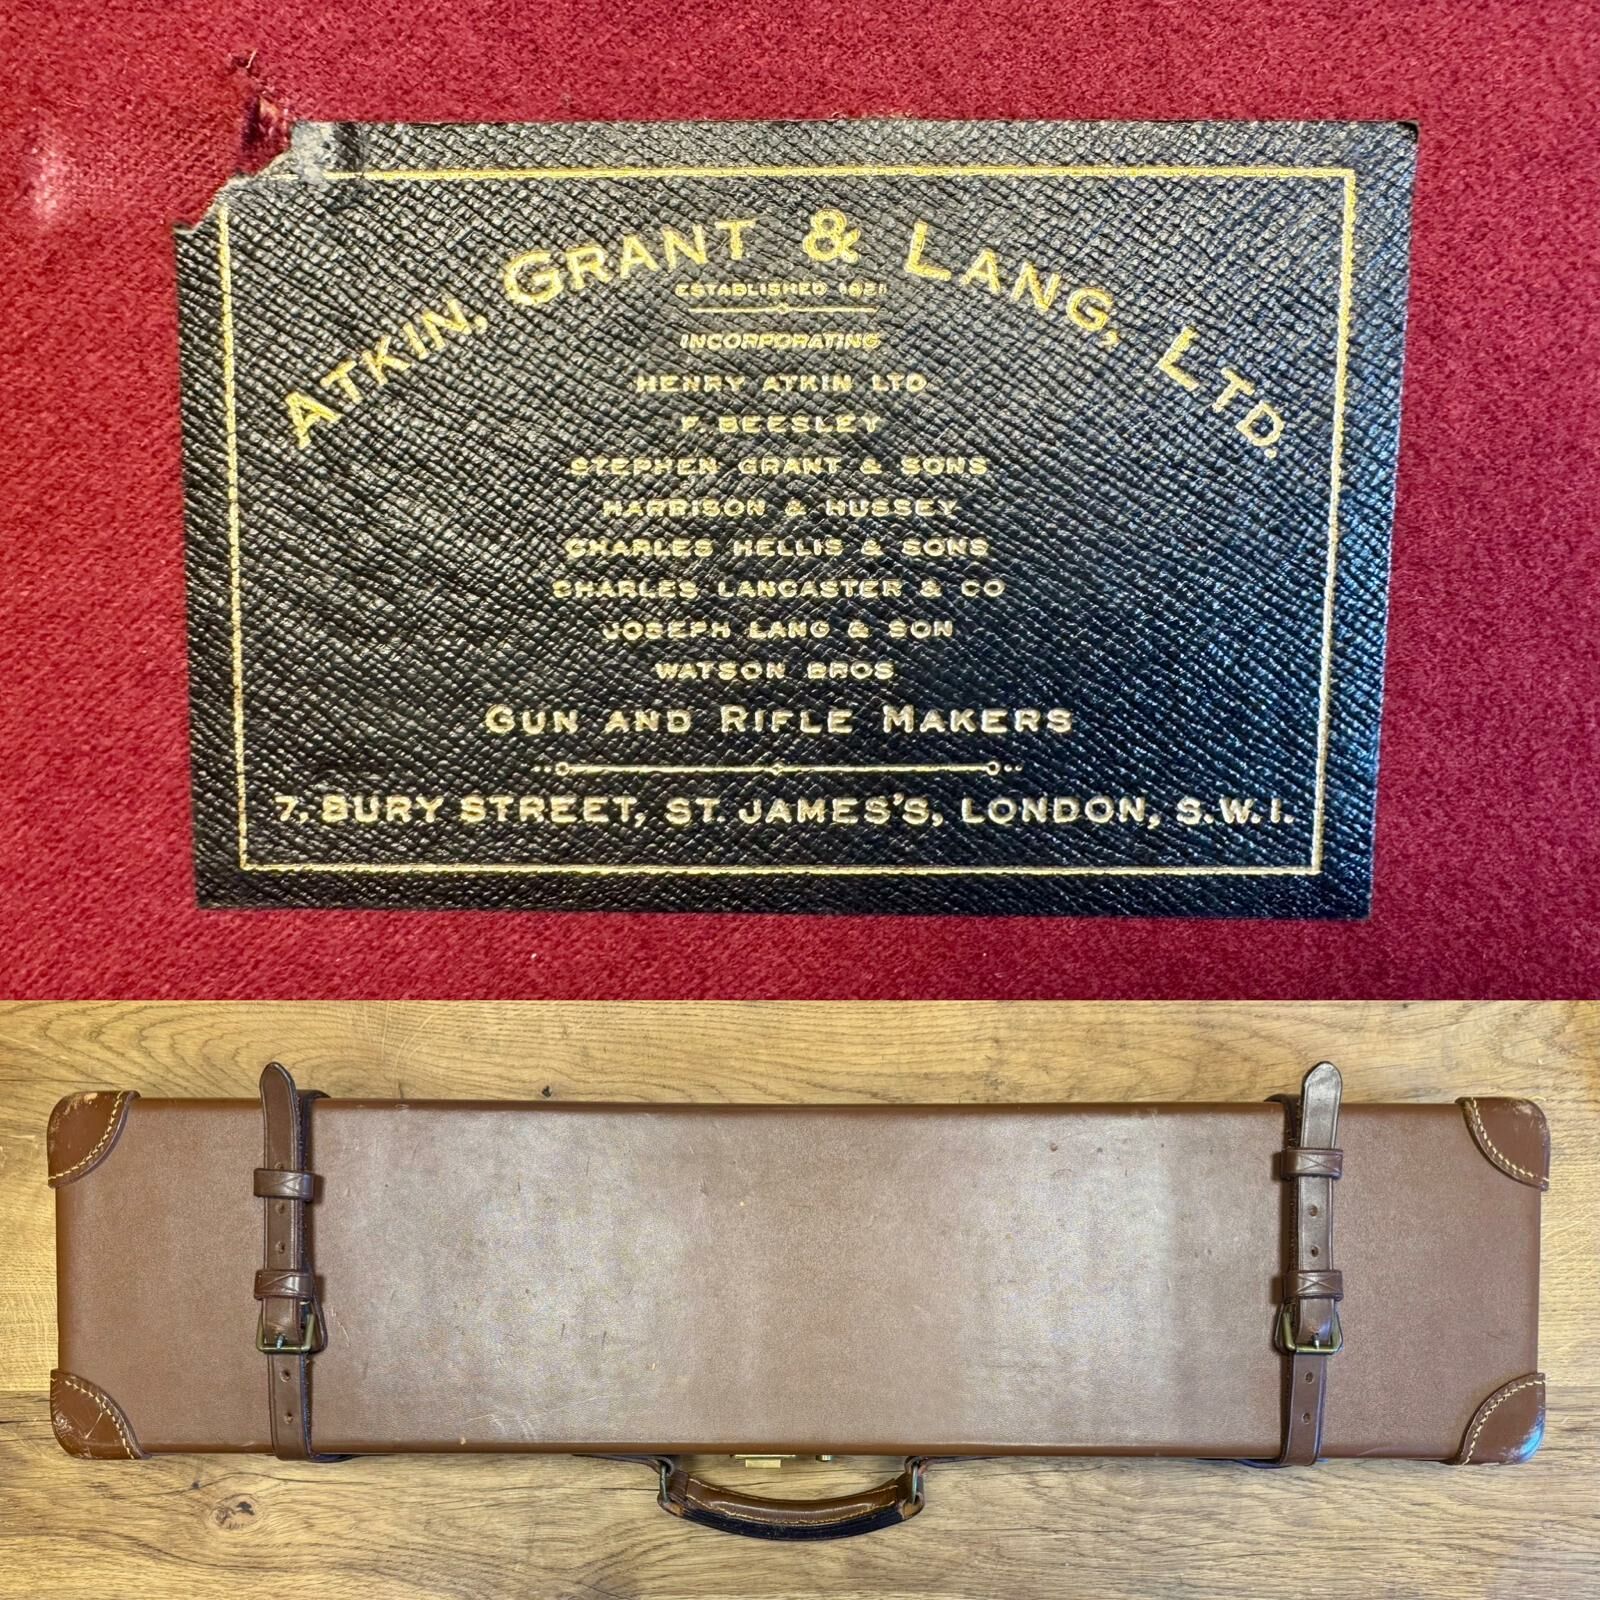 ATKIN, GRANT & LANG, LTD.
ESTABLISHED 1821
INCORPORATING
HENRY ATKIN LTD
F. BEESLEY
STEPHEN GRANT & SONS
HARRISON & HUSSEY
CHARLES HELLIS & SONS
CHARLES LANCASTER & CO
JOSEPH LANG & SON
WATSON BROS
GUN AND RIFLE MAKERS
7, BURY STREET, ST. JAMES'S, LONDON, S.W.1.